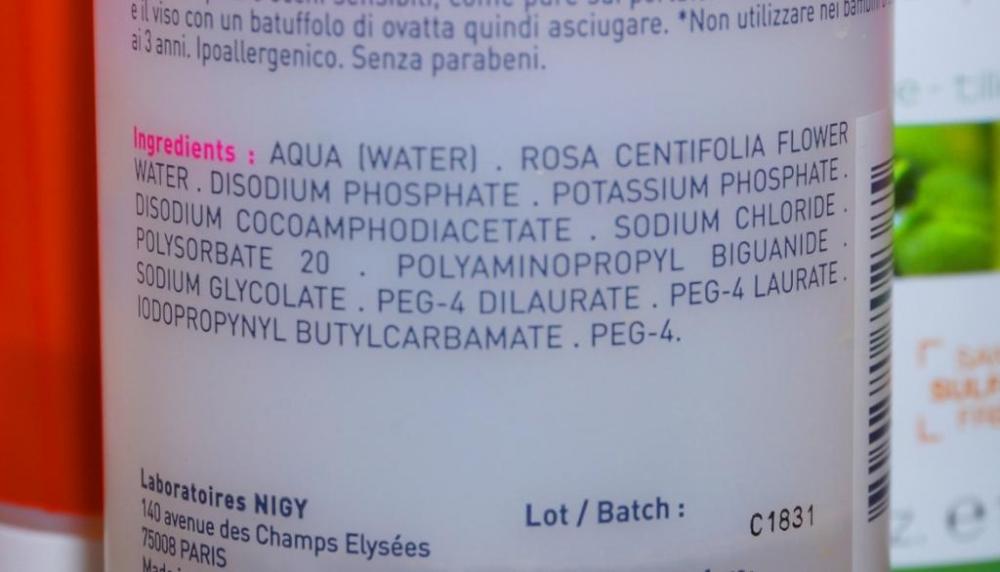 e il viso con un batuffolo di ovatta quindi asciugare. *Non utilizzare nei
ai 3 anni. Ipoallergenico. Senza parabeni.
Ingredients : AQUA (WATER) . ROSA CENTIFOLIA FLOWER
WATER . DISODIUM PHOSPHATE . POTASSIUM PHOSPHATE .
DISODIUM COCOAMPHODIACETATE . SODIUM CHLORIDE .
POLYSORBATE 20 . POLYAMINOPROPYL BIGUANIDE .
SODIUM GLYCOLATE . PEG-4 DILAURATE . PEG-4 LAURATE .
IODOPROPYNYL BUTYLCARBAMATE . PEG-4.
Laboratoires NIGY
140 avenue des Champs Elysées
75008 PARIS
Lot / Batch :
C1831